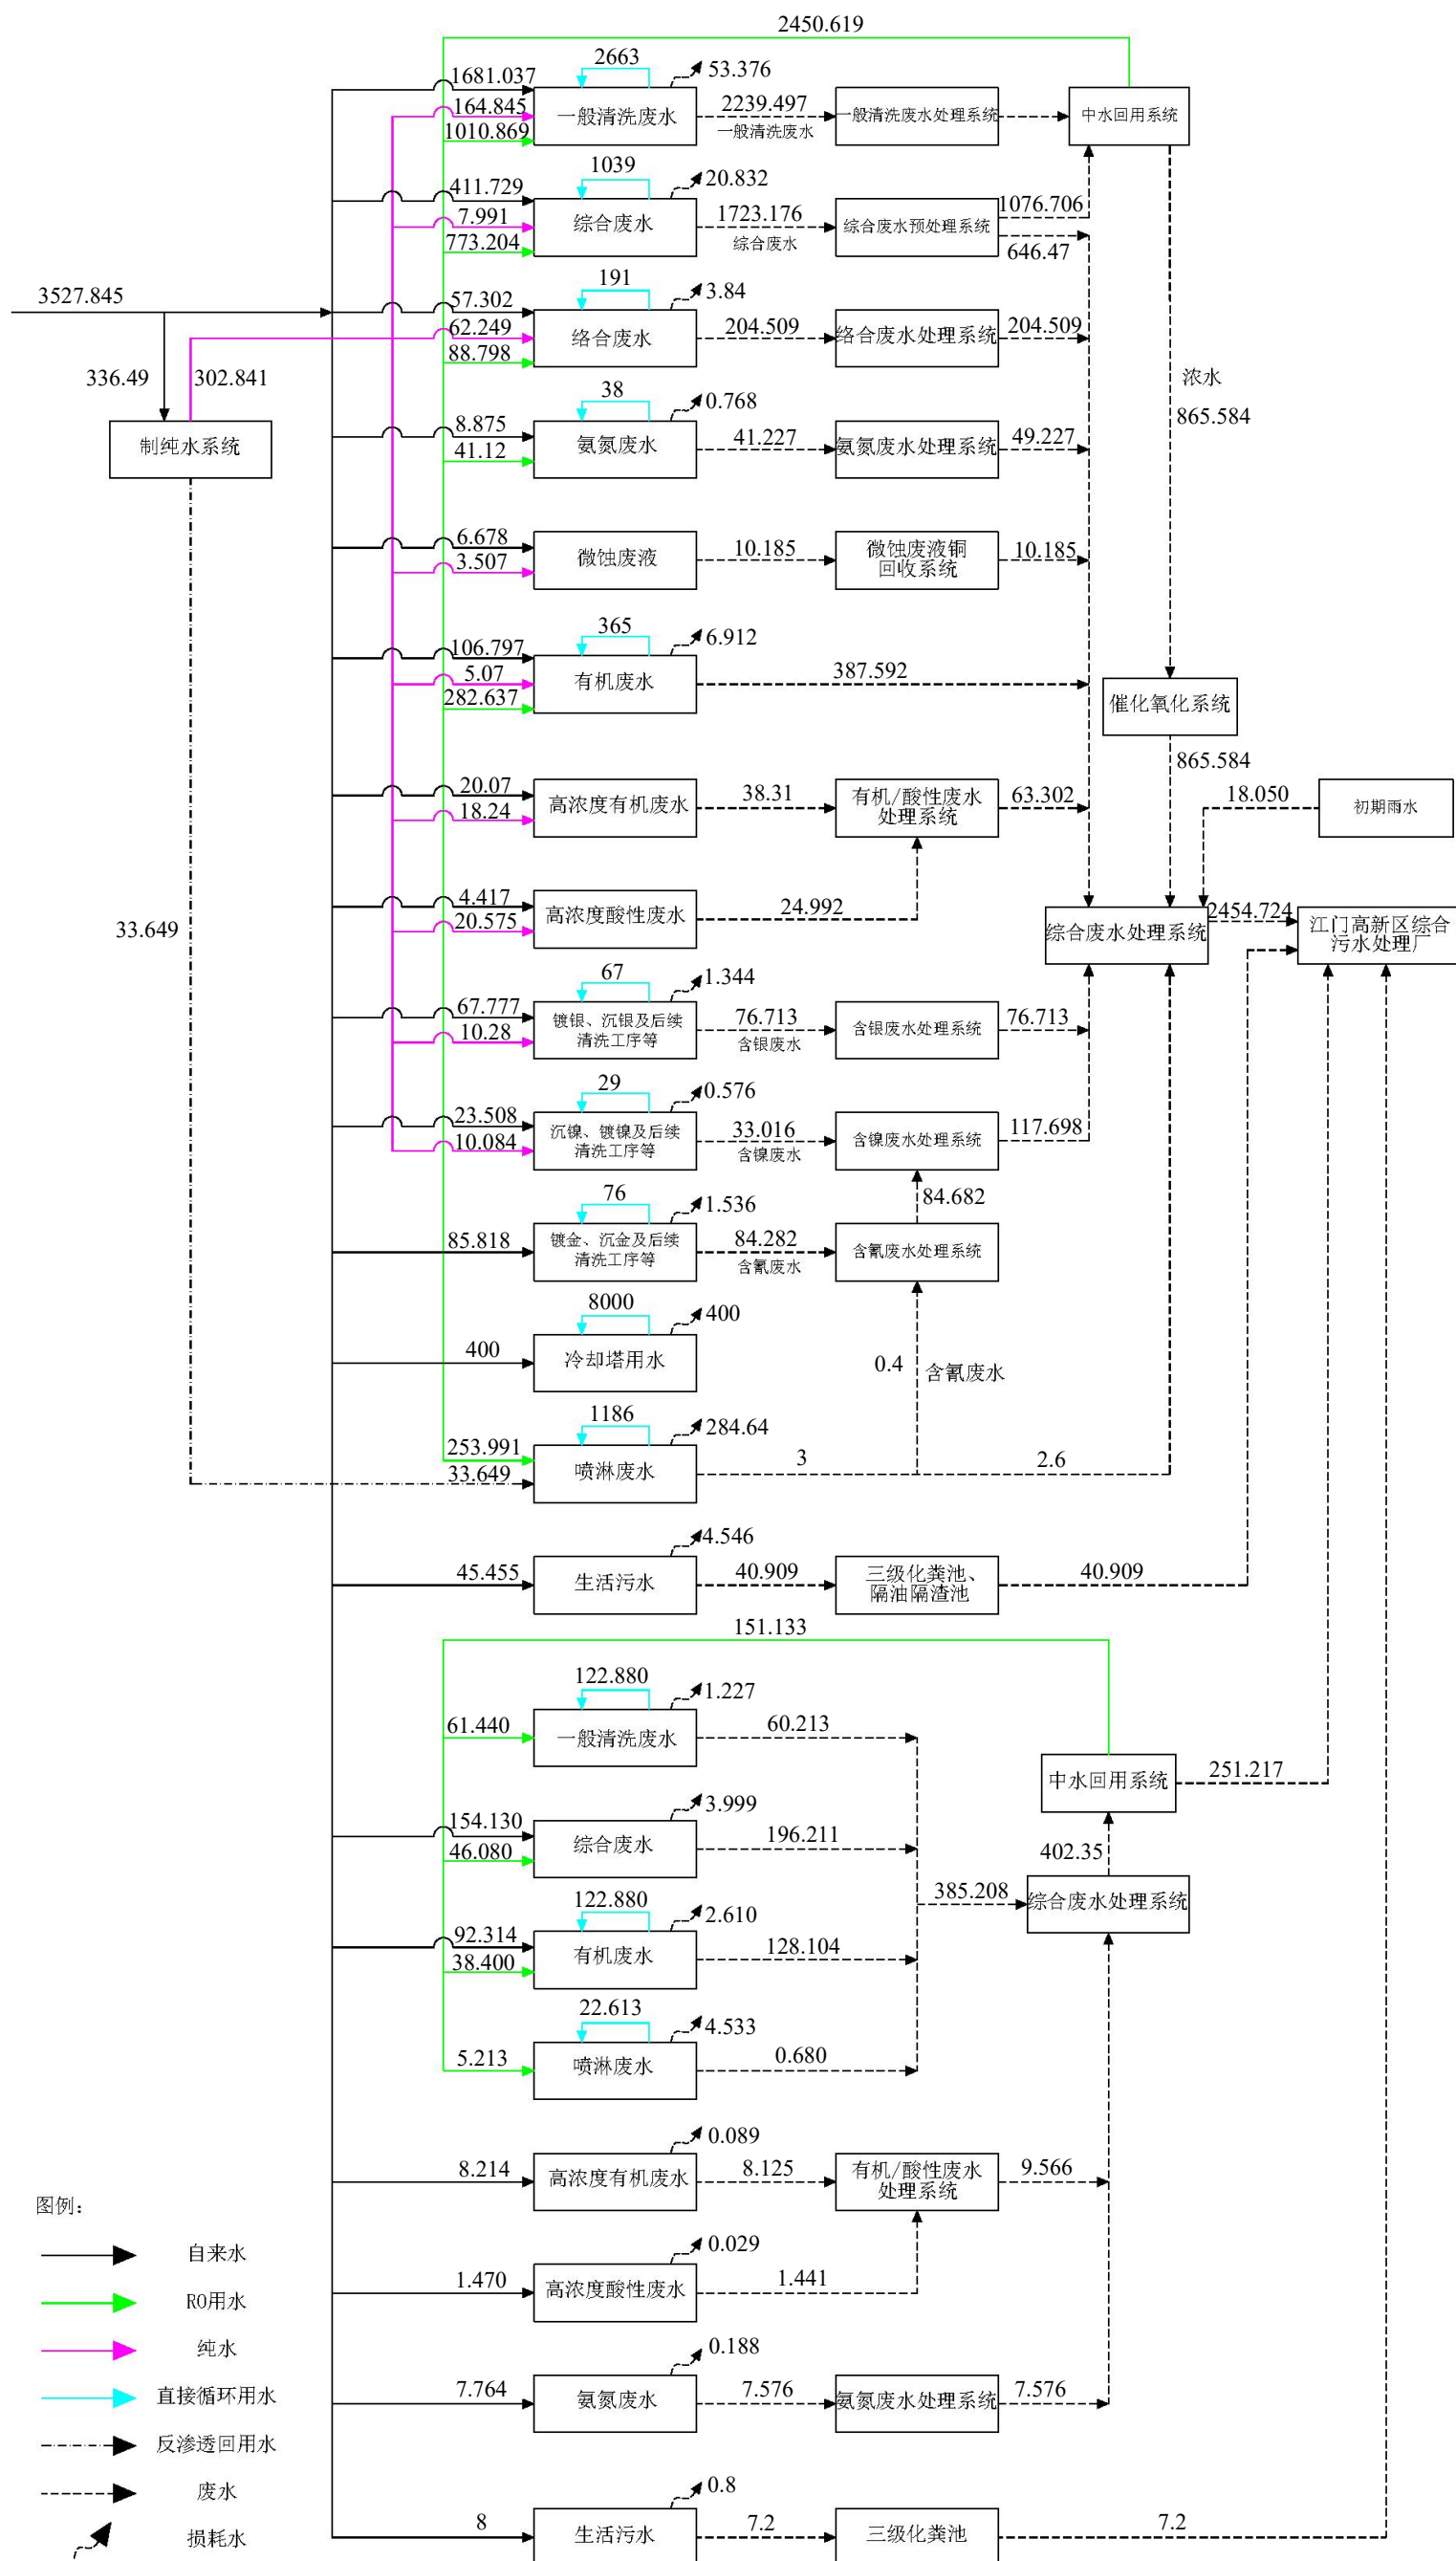 2450.619
1681.037
164.845
1010.869
2663
53.376
一般清洗废水
2239.497
一般清洗废水
一般清洗废水处理系统
中水回用系统
411.729
7.991
773.204
1039
20.832
综合废水
1723.176
综合废水
综合废水预处理系统
1076.706
646.47
3527.845
57.302
62.249
88.798
191
3.84
络合废水
204.509
络合废水处理系统
204.509
336.49
302.841
制纯水系统
浓水
865.584
8.875
41.12
38
0.768
氨氮废水
41.227
氨氮废水处理系统
49.227
6.678
3.507
微蚀废液
10.185
微蚀废液铜
回收系统
10.185
106.797
5.07
282.637
365
6.912
有机废水
387.592
催化氧化系统
865.584
20.07
18.24
高浓度有机废水
38.31
有机/酸性废水
处理系统
63.302
18.050
初期雨水
4.417
20.575
高浓度酸性废水
24.992
33.649
综合废水处理系统
2454.724
江门高新区综合
污水处理厂
67.777
10.28
67
1.344
镀银、沉银及后续
清洗工序等
76.713
含银废水
含银废水处理系统
76.713
23.508
10.084
29
0.576
沉镍、镀镍及后续
清洗工序等
33.016
含镍废水
含镍废水处理系统
117.698
84.682
85.818
76
1.536
镀金、沉金及后续
清洗工序等
84.282
含氰废水
含氰废水处理系统
400
8000
400
冷却塔用水
0.4
含氰废水
253.991
33.649
1186
284.64
喷淋废水
3
2.6
45.455
4.546
生活污水
40.909
三级化粪池、
隔油隔渣池
40.909
151.133
61.440
122.880
1.227
一般清洗废水
60.213
中水回用系统
251.217
154.130
46.080
3.999
综合废水
196.211
402.35
385.208
综合废水处理系统
92.314
38.400
122.880
2.610
有机废水
128.104
5.213
22.613
4.533
喷淋废水
0.680
8.214
0.089
高浓度有机废水
8.125
有机/酸性废水
处理系统
9.566
1.470
0.029
高浓度酸性废水
1.441
7.764
0.188
氨氮废水
7.576
氨氮废水处理系统
7.576
8
0.8
生活污水
7.2
三级化粪池
7.2
图例：
自来水
RO用水
纯水
直接循环用水
反渗透回用水
废水
损耗水